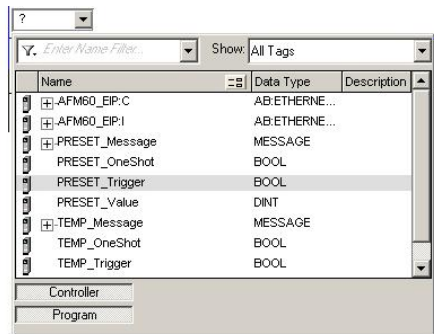 ?
Enter Name Filter... Show: All Tags
Name Data Type Description
AFM60_EIP:C AB:ETHERNE...
AFM60_EIP:I AB:ETHERNE...
PRESET_Message MESSAGE
PRESET_OneShot BOOL
PRESET_Trigger BOOL
PRESET_Value DINT
TEMP_Message MESSAGE
TEMP_OneShot BOOL
TEMP_Trigger BOOL
Controller
Program